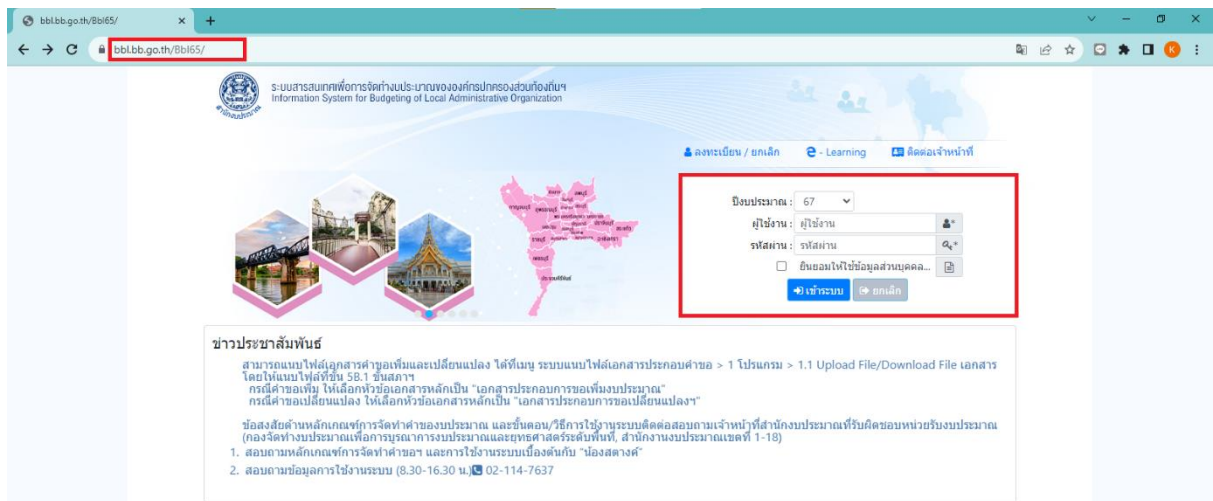 bbl.bb.go.th/Bbl65/
bbl.bb.go.th/Bbl65/
K
ระบบสารสนเทศเพื่อการจัดทำงบประมาณขององค์กรปกครองส่วนท้องถิ่นฯ
Information System for Budgeting of Local Administrative Organization
สำนักงบประมาณ
ลงทะเบียน / ยกเลิก e - Learning ติดต่อเจ้าหน้าที่
ปีงบประมาณ : 67
ผู้ใช้งาน : ผู้ใช้งาน *
รหัสผ่าน : รหัสผ่าน *
ยินยอมให้ใช้ข้อมูลส่วนบุคคล...
เข้าระบบ ยกเลิก
ข่าวประชาสัมพันธ์
สามารถแนบไฟล์เอกสารคำขอเพิ่มและเปลี่ยนแปลง ได้ที่เมนู ระบบแนบไฟล์เอกสารประกอบคำขอ > 1 โปรแกรม > 1.1 Upload File/Download File เอกสาร
โดยให้แนบไฟล์ที่ขั้น 5B.1 ชั้นสภาฯ
กรณีคำขอเพิ่ม ให้เลือกหัวข้อเอกสารหลักเป็น "เอกสารประกอบการขอเพิ่มงบประมาณ"
กรณีคำขอเปลี่ยนแปลง ให้เลือกหัวข้อเอกสารหลักเป็น "เอกสารประกอบการขอเปลี่ยนแปลงฯ"
ข้อสงสัยด้านหลักเกณฑ์การจัดทำคำของบประมาณ และขั้นตอน/วิธีการใช้งานระบบติดต่อสอบถามเจ้าหน้าที่สำนักงบประมาณที่รับผิดชอบหน่วยรับงบประมาณ
(กองจัดทำงบประมาณเพื่อการบูรณาการงบประมาณและยุทธศาสตร์ระดับพื้นที่, สำนักงานงบประมาณเขตที่ 1-18)
1. สอบถามหลักเกณฑ์การจัดทำคำขอฯ และการใช้งานระบบเบื้องต้นกับ "น้องสตางค์"
2. สอบถามข้อมูลการใช้งานระบบ (8.30-16.30 น.) 02-114-7637